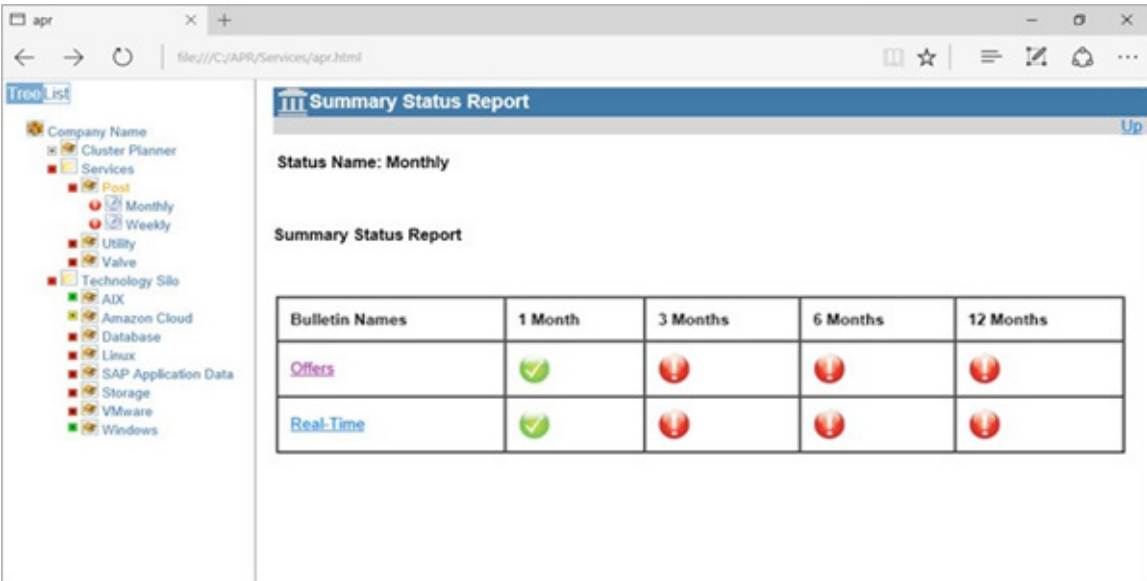 apr
file:///C:/APR/Services/apr.html
Tree List
Company Name
Cluster Planner
Services
Post
Monthly
Weekly
Utility
Valve
Technology Silo
AIX
Amazon Cloud
Database
Linux
SAP Application Data
Storage
VMware
Windows
Summary Status Report
Up
Status Name: Monthly
Summary Status Report
Bulletin Names 1 Month 3 Months 6 Months 12 Months
Offers
Real-Time